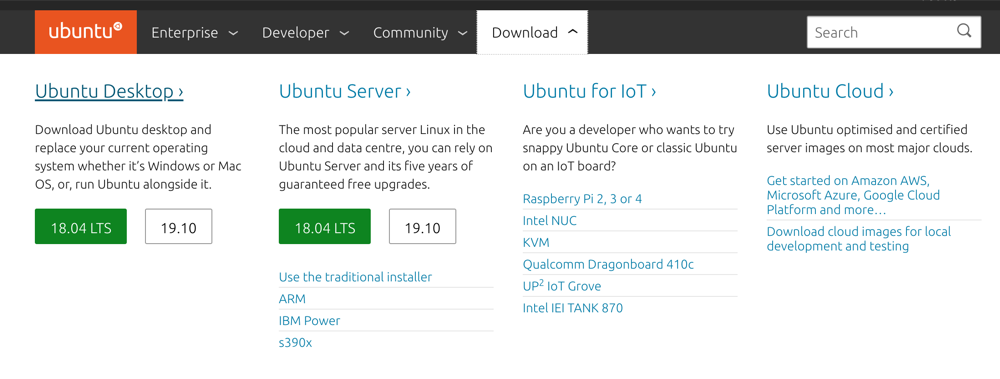 ubuntu
Enterprise
Developer
Community
Download
Search
Ubuntu Desktop ›
Download Ubuntu desktop and
replace your current operating
system whether it’s Windows or Mac
OS, or, run Ubuntu alongside it.
18.04 LTS
19.10
Ubuntu Server ›
The most popular server Linux in the
cloud and data centre, you can rely on
Ubuntu Server and its five years of
guaranteed free upgrades.
18.04 LTS
19.10
Use the traditional installer
ARM
IBM Power
s390x
Ubuntu for IoT ›
Are you a developer who wants to try
snappy Ubuntu Core or classic Ubuntu
on an IoT board?
Raspberry Pi 2, 3 or 4
Intel NUC
KVM
Qualcomm Dragonboard 410c
UP² IoT Grove
Intel IEI TANK 870
Ubuntu Cloud ›
Use Ubuntu optimised and certified
server images on most major clouds.
Get started on Amazon AWS,
Microsoft Azure, Google Cloud
Platform and more…
Download cloud images for local
development and testing